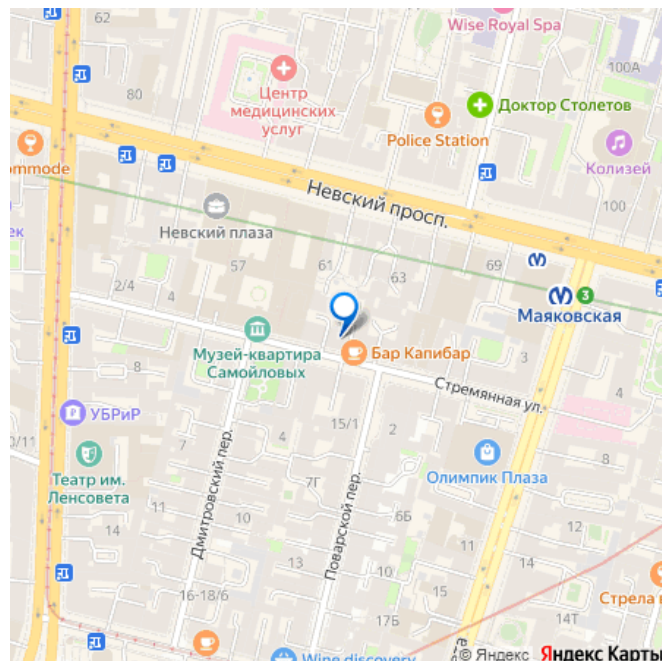 62
Wise Royal Spa
100А
80
Центр
медицинских
услуг
Доктор Столетов
Police Station
Колизей
ommode
Невский просп.
100
Невский плаза
ек
57
61
63
69
2/4
4
Маяковская
3
Музей-квартира
Самойловых
Бар Капибар
8
Стремянная ул.
УБРиР
15/1
2
7
4
0/11
Театр им.
Ленсовета
7Г
Олимпик Плаза
8
Дмитровский пер.
11
10
Поварской пер.
6Б
12
13
10
14
16-18/6
15
Стрела в
17Б
14Т
Wine discovery
© Яндекс Яндекс Карты